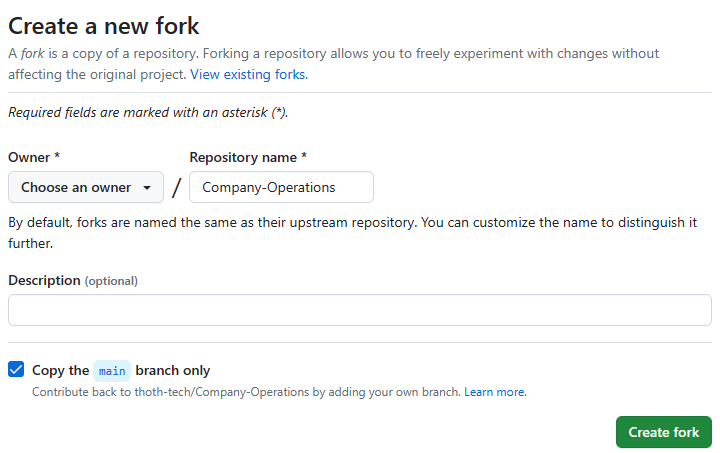 Create a new fork
A fork is a copy of a repository. Forking a repository allows you to freely experiment with changes without
affecting the original project. View existing forks.
Required fields are marked with an asterisk (*).
Owner * Repository name *
Choose an owner / Company-Operations
By default, forks are named the same as their upstream repository. You can customize the name to distinguish it
further.
Description (optional)
Copy the main branch only
Contribute back to thoth-tech/Company-Operations by adding your own branch. Learn more.
Create fork